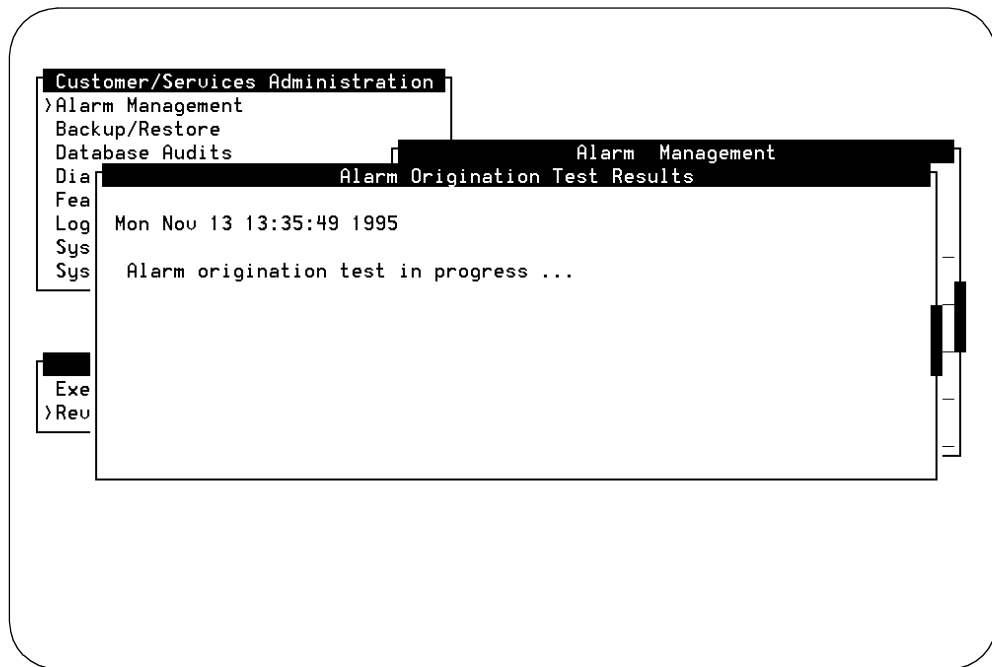 Customer/Services Administration
>Alarm Management
Backup/Restore
Database Audits
Alarm Management
Dia
Alarm Origination Test Results
Fea
Log
Mon Nov 13 13:35:49 1995
Sys
Sys
Alarm origination test in progress ...
Exe
>Rev